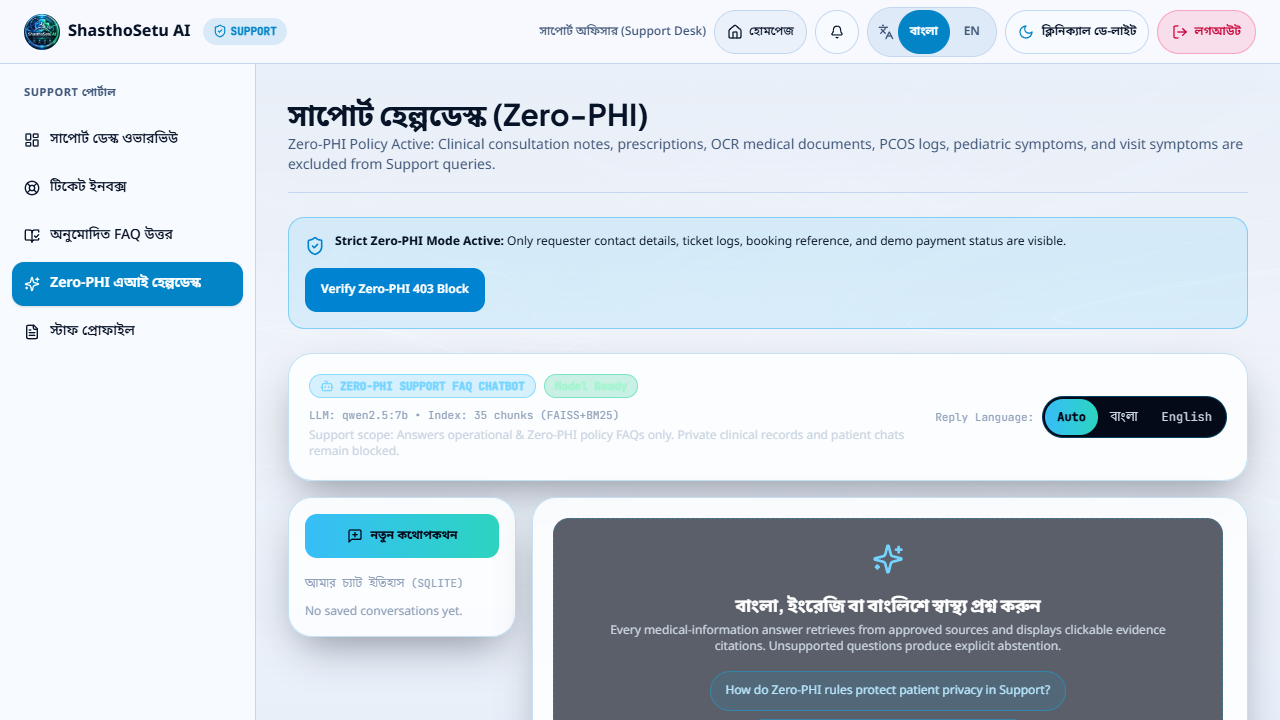 ShasthoSetu AI
SUPPORT
সাপোর্ট অফিসার (Support Desk)
হোমপেজ
বাংলা
EN
ক্লিনিক্যাল ডে-লাইট
লগআউট
SUPPORT পোর্টাল
সাপোর্ট ডেস্ক ওভারভিউ
টিকেট ইনবক্স
অনুমোদিত FAQ উত্তর
Zero-PHI এআই হেল্পডেস্ক
স্টাফ প্রোফাইল
সাপোর্ট হেল্পডেস্ক (Zero-PHI)
Zero-PHI Policy Active: Clinical consultation notes, prescriptions, OCR medical documents, PCOS logs, pediatric symptoms, and visit symptoms are
excluded from Support queries.
Strict Zero-PHI Mode Active: Only requester contact details, ticket logs, booking reference, and demo payment status are visible.
Verify Zero-PHI 403 Block
ZERO-PHI SUPPORT FAQ CHATBOT
Model Ready
LLM: qwen2.5:7b • Index: 35 chunks (FAISS+BM25)
Support scope: Answers operational & Zero-PHI policy FAQs only. Private clinical records and patient chats
remain blocked.
Reply Language:
Auto
বাংলা
English
নতুন কথোপকথন
আমার চ্যাট ইতিহাস (SQLITE)
No saved conversations yet.
বাংলা, ইংরেজি বা বাংলিশে স্বাস্থ্য প্রশ্ন করুন
Every medical-information answer retrieves from approved sources and displays clickable evidence
citations. Unsupported questions produce explicit abstention.
How do Zero-PHI rules protect patient privacy in Support?